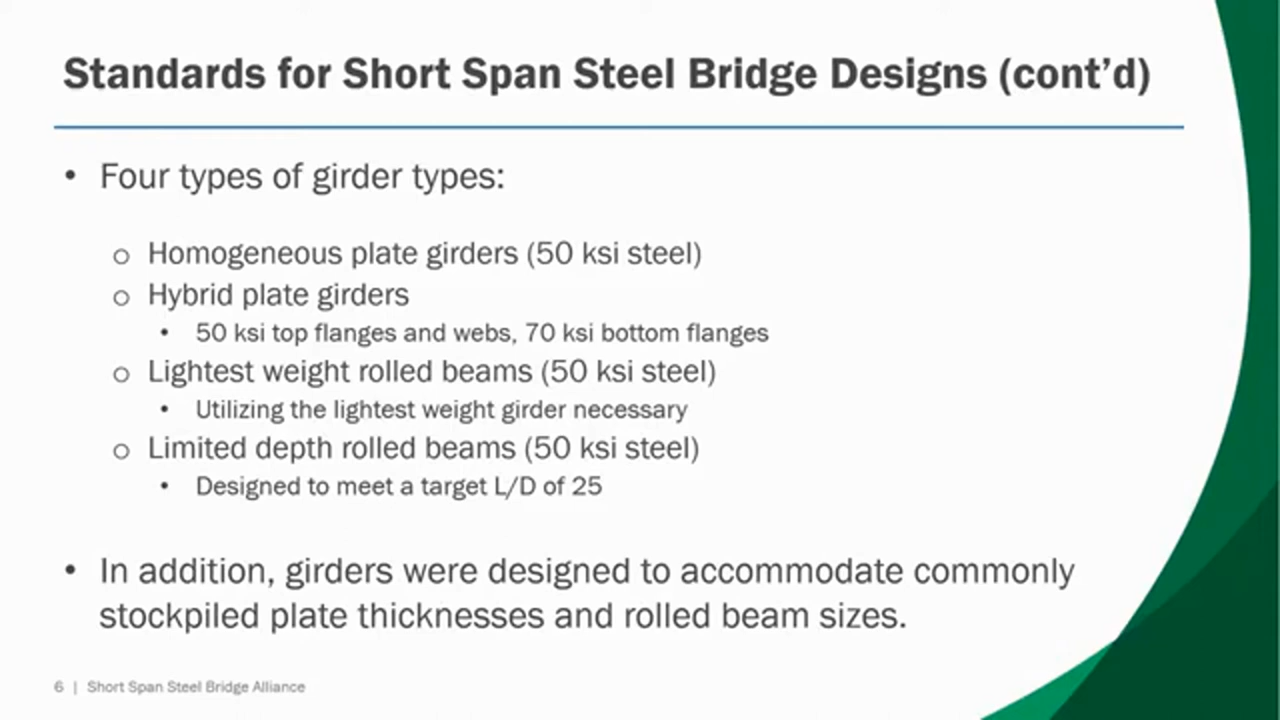 Standards for Short Span Steel Bridge Designs (cont’d)
• Four types of girder types:
o Homogeneous plate girders (50 ksi steel)
o Hybrid plate girders
• 50 ksi top flanges and webs, 70 ksi bottom flanges
o Lightest weight rolled beams (50 ksi steel)
• Utilizing the lightest weight girder necessary
o Limited depth rolled beams (50 ksi steel)
• Designed to meet a target L/D of 25
• In addition, girders were designed to accommodate commonly
stockpiled plate thicknesses and rolled beam sizes.
6 | Short Span Steel Bridge Alliance